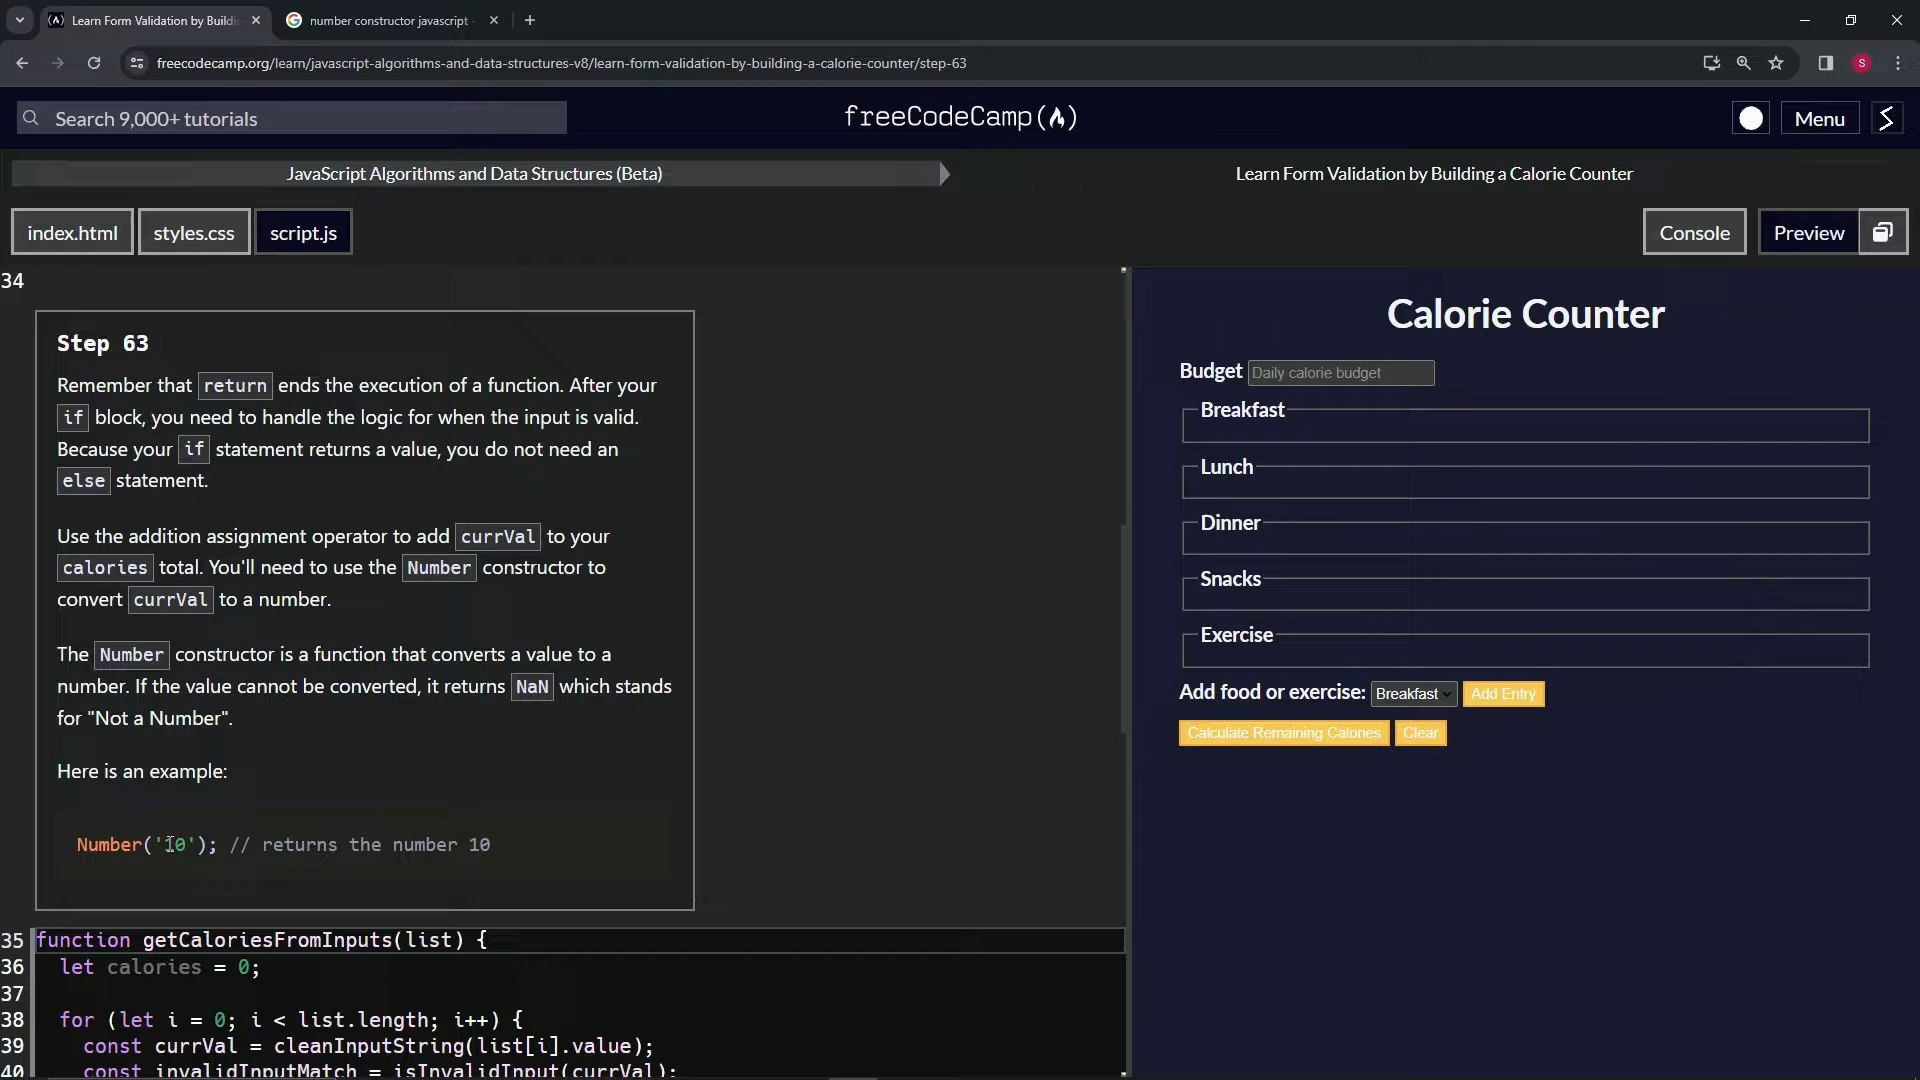 Learn Form Validation by Buildi
number constructor javascript -
freecodecamp.org/learn/javascript-algorithms-and-data-structures-v8/learn-form-validation-by-building-a-calorie-counter/step-63
S
Search 9,000+ tutorials
freeCodeCamp
Menu
JavaScript Algorithms and Data Structures (Beta)
Learn Form Validation by Building a Calorie Counter
index.html
styles.css
script.js
Console
Preview
34
Step 63
Remember that return ends the execution of a function. After your
if block, you need to handle the logic for when the input is valid.
Because your if statement returns a value, you do not need an
else statement.
Use the addition assignment operator to add currVal to your
calories total. You'll need to use the Number constructor to
convert currVal to a number.
The Number constructor is a function that converts a value to a
number. If the value cannot be converted, it returns NaN which stands
for "Not a Number".
Here is an example:
Number('10'); // returns the number 10
35 function getCaloriesFromInputs(list) {
36 let calories = 0;
37
38 for (let i = 0; i < list.length; i++) {
39 const currVal = cleanInputString(list[i].value);
40 const invalidInputMatch = isInvalidInput(currVal);
Calorie Counter
Budget Daily calorie budget
Breakfast
Lunch
Dinner
Snacks
Exercise
Add food or exercise: Breakfast Add Entry
Calculate Remaining Calories Clear